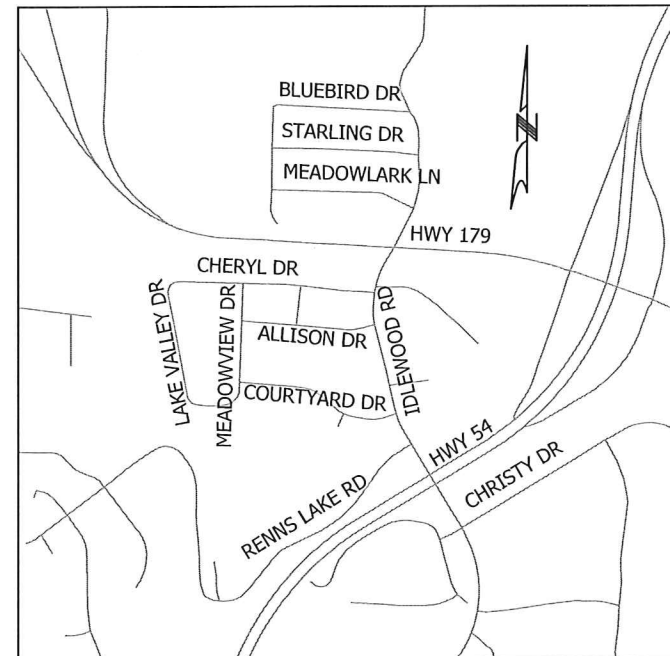 BLUEBIRD DR
STARLING DR
MEADOWLARK LN
HWY 179
CHERYL DR
LAKE VALLEY DR
MEADOWVIEW DR
ALLISON DR
IDLEWOOD RD
COURTYARD DR
HWY 54
CHRISTY DR
RENNS LAKE RD
N